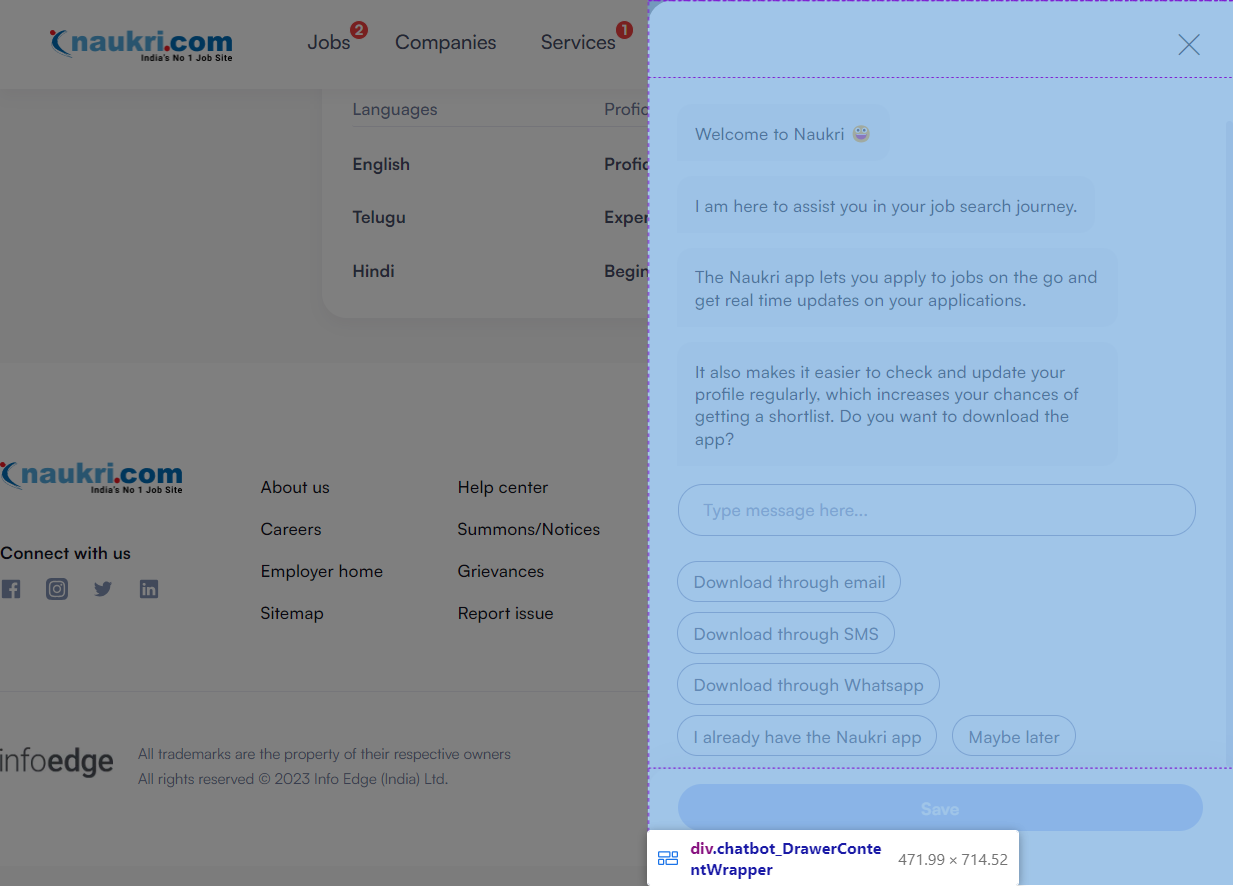 naukri.com
India's No 1 Job Site
Jobs 2
Companies
Services 1
Languages
English
Proficient
Telugu
Hindi
Welcome to Naukri
I am here to assist you in your job search journey.
The Naukri app lets you apply to jobs on the go and
get real time updates on your applications.
It also makes it easier to check and update your
profile regularly, which increases your chances of
getting a shortlist. Do you want to download the
app?
Type message here...
Download through email
Download through SMS
Download through Whatsapp
I already have the Naukri app
Maybe later
Save
naukri.com
India's No 1 Job Site
Connect with us
About us
Careers
Employer home
Sitemap
Help center
Summons/Notices
Grievances
Report issue
infoedge
All trademarks are the property of their respective owners
All rights reserved © 2023 Info Edge (India) Ltd.
div.chatbot_DrawerConte
ntWrapper
471.99 × 714.52